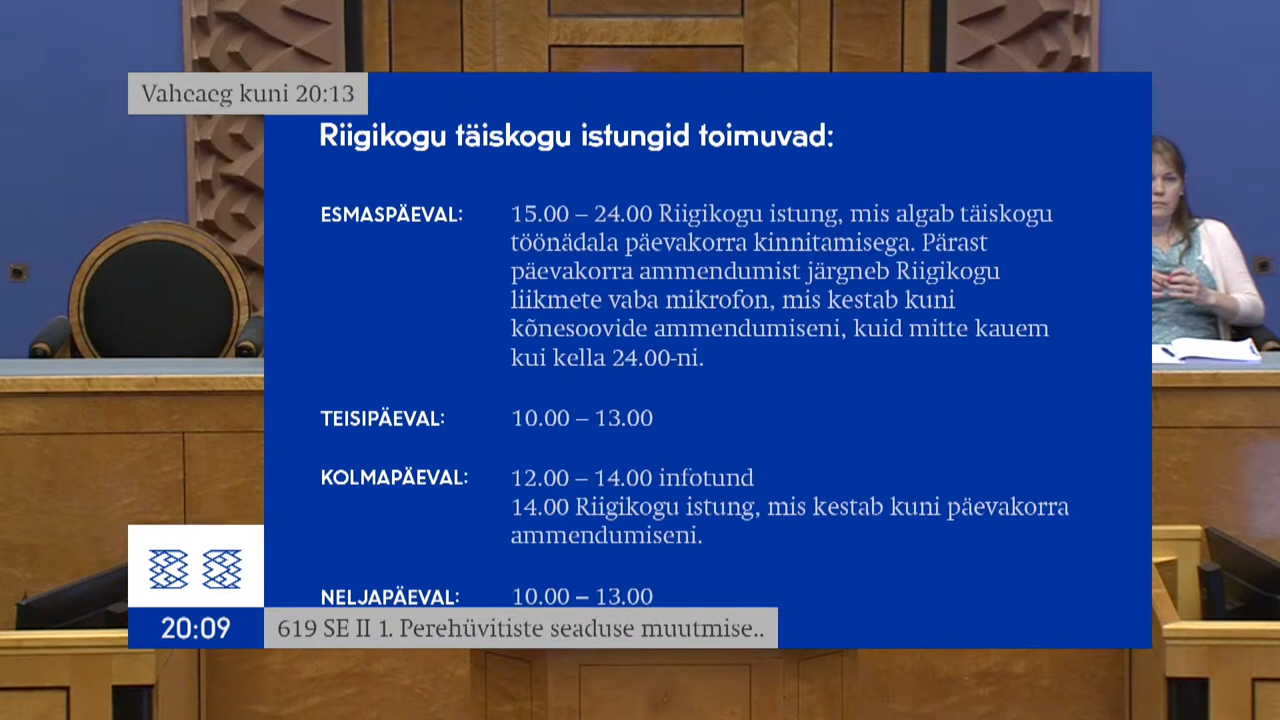 Vaheaeg kuni 20:13
Riigikogu täiskogu istungid toimuvad:
ESMASPÄEVAL: 15.00 – 24.00 Riigikogu istung, mis algab täiskogu
töönädala päevakorra kinnitamisega. Pärast
päevakorra ammendumist järgneb Riigikogu
liikmete vaba mikrofon, mis kestab kuni
kõnesoovide ammendumiseni, kuid mitte kauem
kui kella 24.00-ni.
TEISIPÄEVAL: 10.00 – 13.00
KOLMAPÄEVAL: 12.00 – 14.00 infotund
14.00 Riigikogu istung, mis kestab kuni päevakorra
ammendumiseni.
NELJAPÄEVAL: 10.00 – 13.00
20:09 619 SE II 1. Perehüvitiste seaduse muutmise..